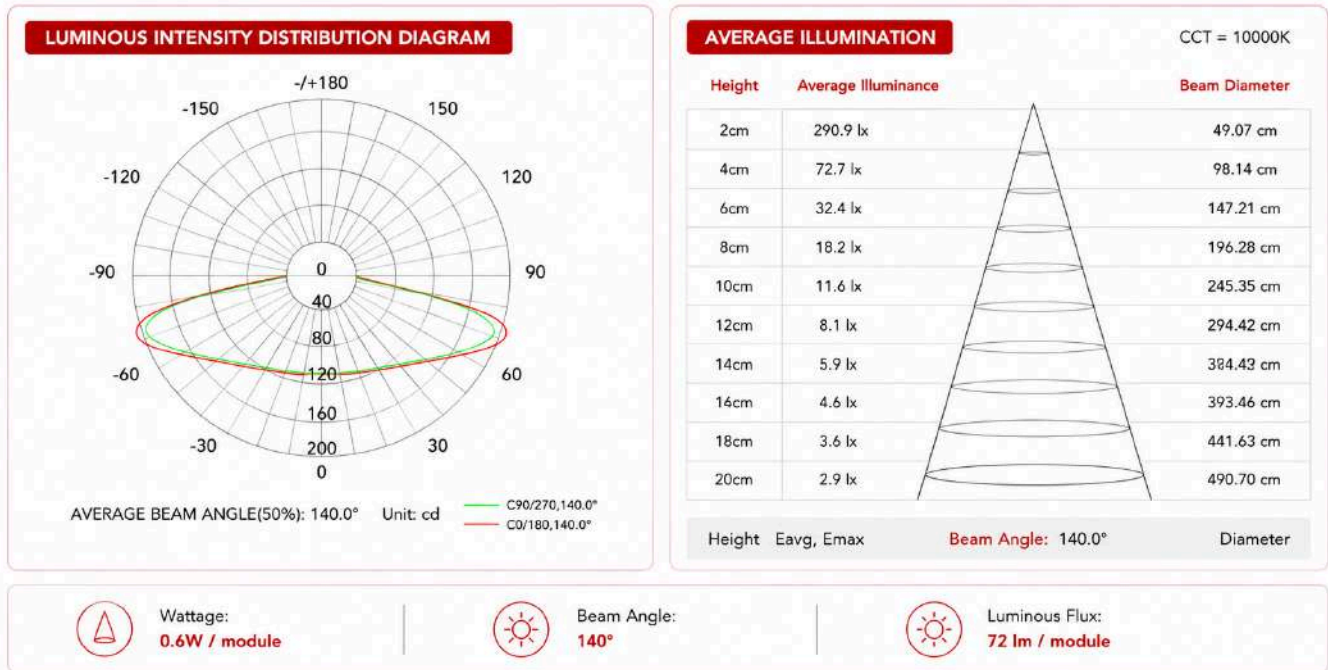 LUMINOUS INTENSITY DISTRIBUTION DIAGRAM
-/+180
-150
150
-120
120
-90
0
90
40
80
-60
120
60
160
-30
200
30
0
AVERAGE BEAM ANGLE(50%): 140.0° Unit: cd
C90/270,140.0°
C0/180,140.0°
AVERAGE ILLUMINATION
CCT = 10000K
Height Average Illuminance Beam Diameter
2cm 290.9 lx 49.07 cm
4cm 72.7 lx 98.14 cm
6cm 32.4 lx 147.21 cm
8cm 18.2 lx 196.28 cm
10cm 11.6 lx 245.35 cm
12cm 8.1 lx 294.42 cm
14cm 5.9 lx 384.43 cm
16cm 4.6 lx 393.46 cm
18cm 3.6 lx 441.63 cm
20cm 2.9 lx 490.70 cm
Height Eavg, Emax Beam Angle: 140.0° Diameter
Wattage:
0.6W / module
Beam Angle:
140°
Luminous Flux:
72 lm / module